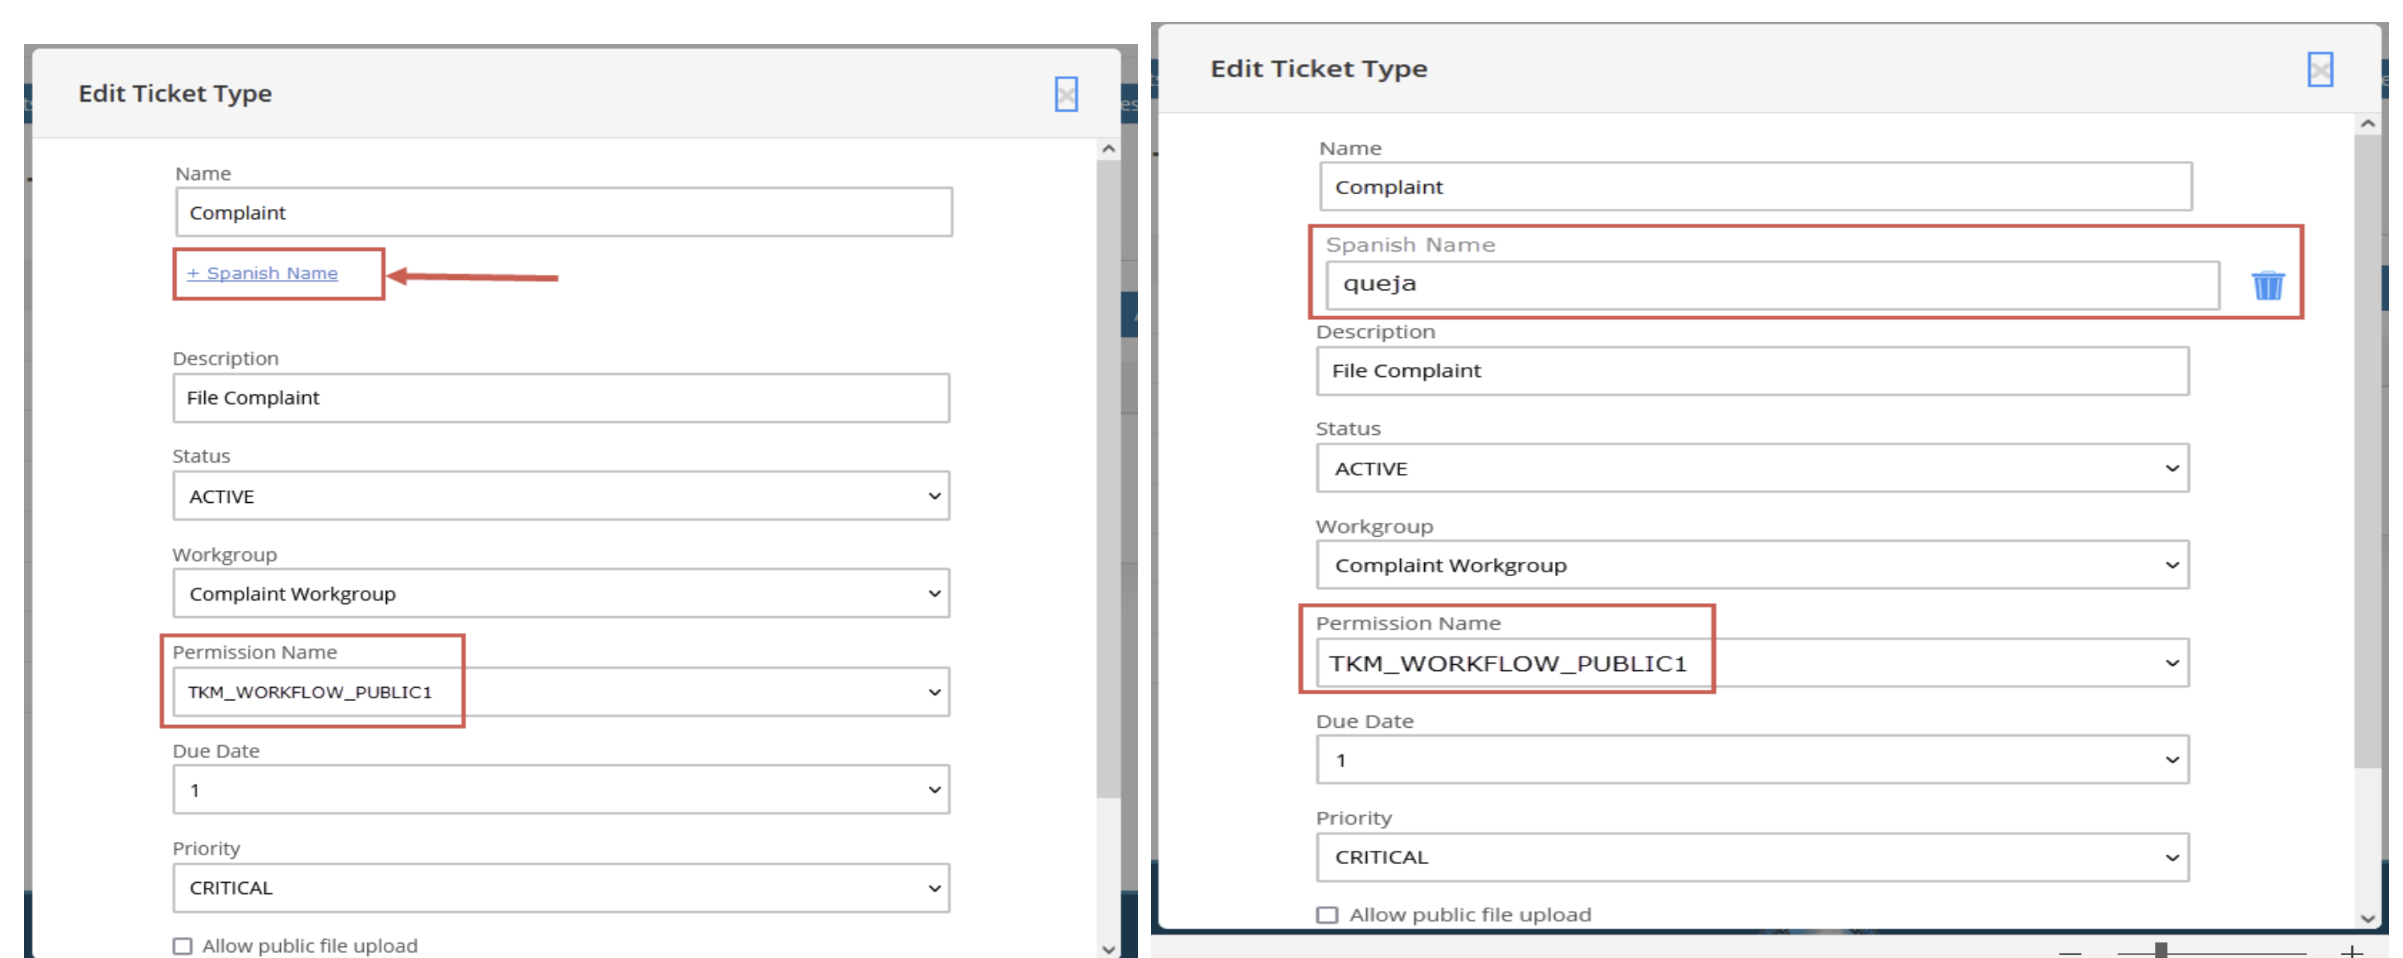 Edit Ticket Type
Name
Complaint
+ Spanish Name
Description
File Complaint
Status
ACTIVE
Workgroup
Complaint Workgroup
Permission Name
TKM_WORKFLOW_PUBLIC1
Due Date
1
Priority
CRITICAL
Allow public file upload
Edit Ticket Type
Name
Complaint
Spanish Name
queja
Description
File Complaint
Status
ACTIVE
Workgroup
Complaint Workgroup
Permission Name
TKM_WORKFLOW_PUBLIC1
Due Date
1
Priority
CRITICAL
Allow public file upload